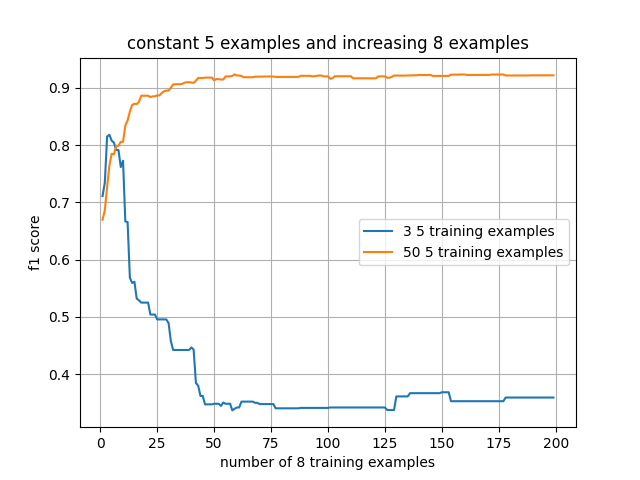 constant 5 examples and increasing 8 examples
0.9
0.8
0.7
0.6
0.5
0.4
f1 score
3 5 training examples
50 5 training examples
0 25 50 75 100 125 150 175 200
number of 8 training examples